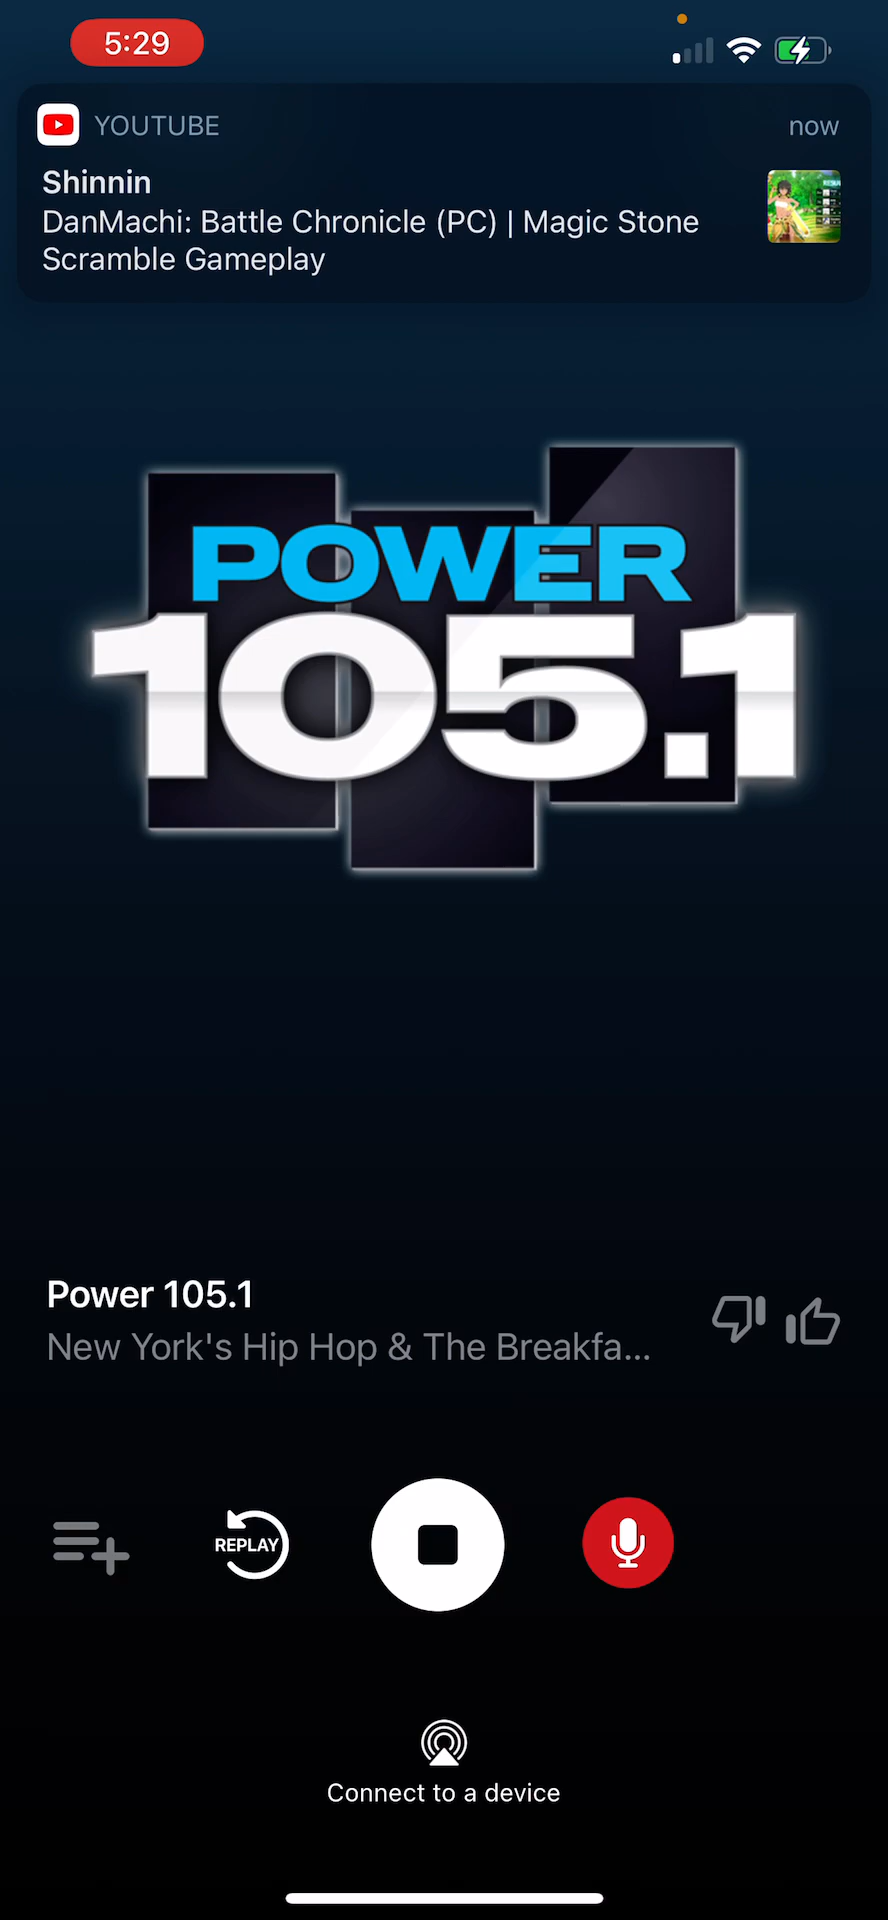 5:29
YOUTUBE
now
Shinnin
DanMachi: Battle Chronicle (PC) | Magic Stone
Scramble Gameplay
POWER
105.1
Power 105.1
New York's Hip Hop & The Breakfa...
REPLAY
Connect to a device